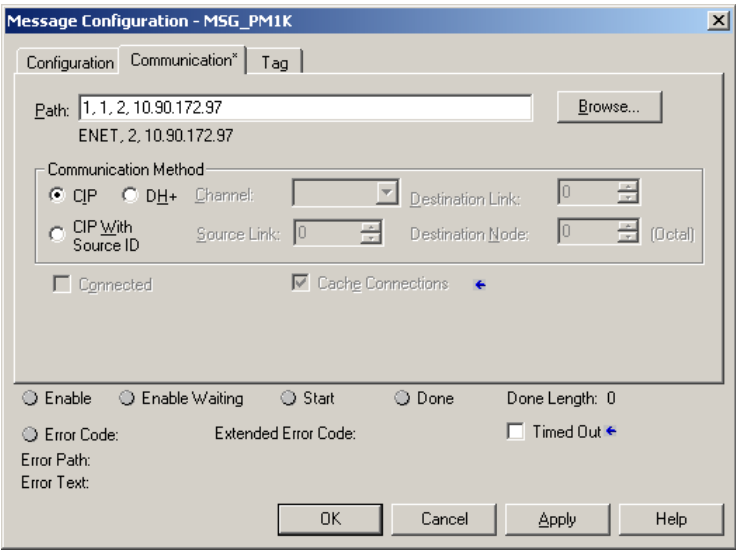 Message Configuration - MSG_PM1K
Configuration Communication* Tag
Path: 1, 1, 2, 10.90.172.97 Browse...
ENET, 2, 10.90.172.97
Communication Method
CIP DH+ Channel: Destination Link: 0
CIP With Source ID Source Link: 0 Destination Node: 0 (Octal)
Connected Cache Connections
Enable Enable Waiting Start Done Done Length: 0
Error Code: Extended Error Code: Timed Out
Error Path:
Error Text:
OK Cancel Apply Help